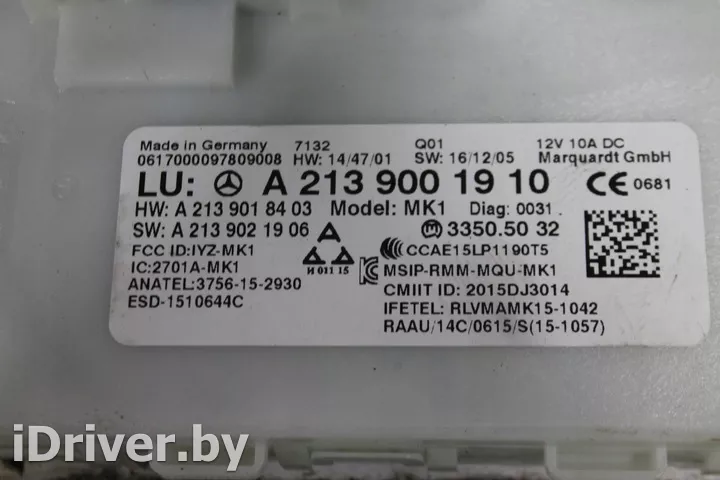 Made in Germany 7132 Q01 12V 10A DC
0617000097809008 HW: 14/47/01 SW: 16/12/05 Marquardt GmbH
LU: A 213 900 19 10 CE 0681
HW: A 213 901 84 03 Model: MK1 Diag: 0031
SW: A 213 902 19 06 A 3350.50 32
FCC ID:IYZ-MK1 CCAE15LP1190T5
IC:2701A-MK1 И 011 15 MSIP-RMM-MQU-MK1
ANATEL:3756-15-2930 CMIIT ID: 2015DJ3014
ESD-1510644C IFETEL: RLVMAMK15-1042
RAAU/14C/0615/S(15-1057)
iDriver.by